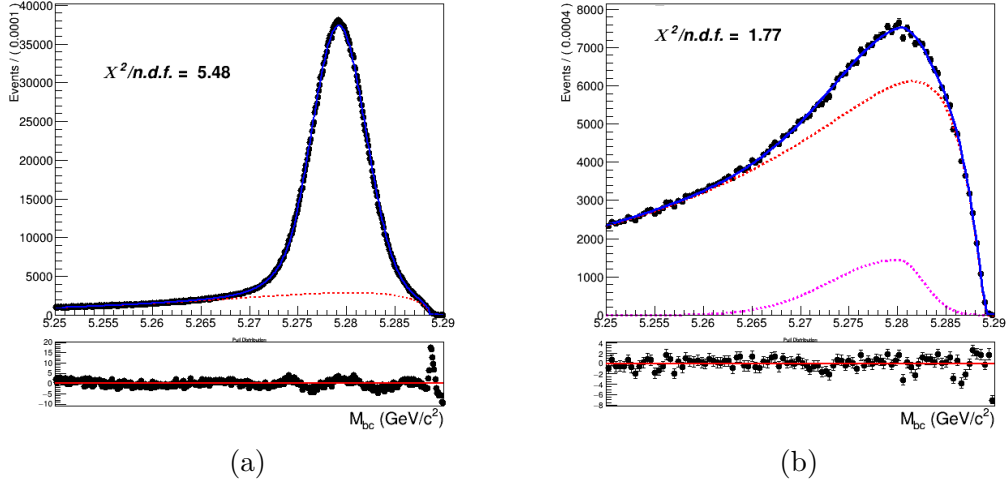 Events / ( 0.0001 )
40000
35000
30000
25000
20000
15000
10000
5000
0
X²/n.d.f. = 5.48
5.25 5.255 5.26 5.265 5.27 5.275 5.28 5.285 5.29
Pull Distribution
20
15
10
5
0
−5
−10
M_bc (GeV/c²)
(a)
Events / ( 0.0004 )
8000
7000
6000
5000
4000
3000
2000
1000
0
X²/n.d.f. = 1.77
5.25 5.255 5.26 5.265 5.27 5.275 5.28 5.285 5.29
Pull Distribution
4
2
0
−2
−4
−6
−8
M_bc (GeV/c²)
(b)